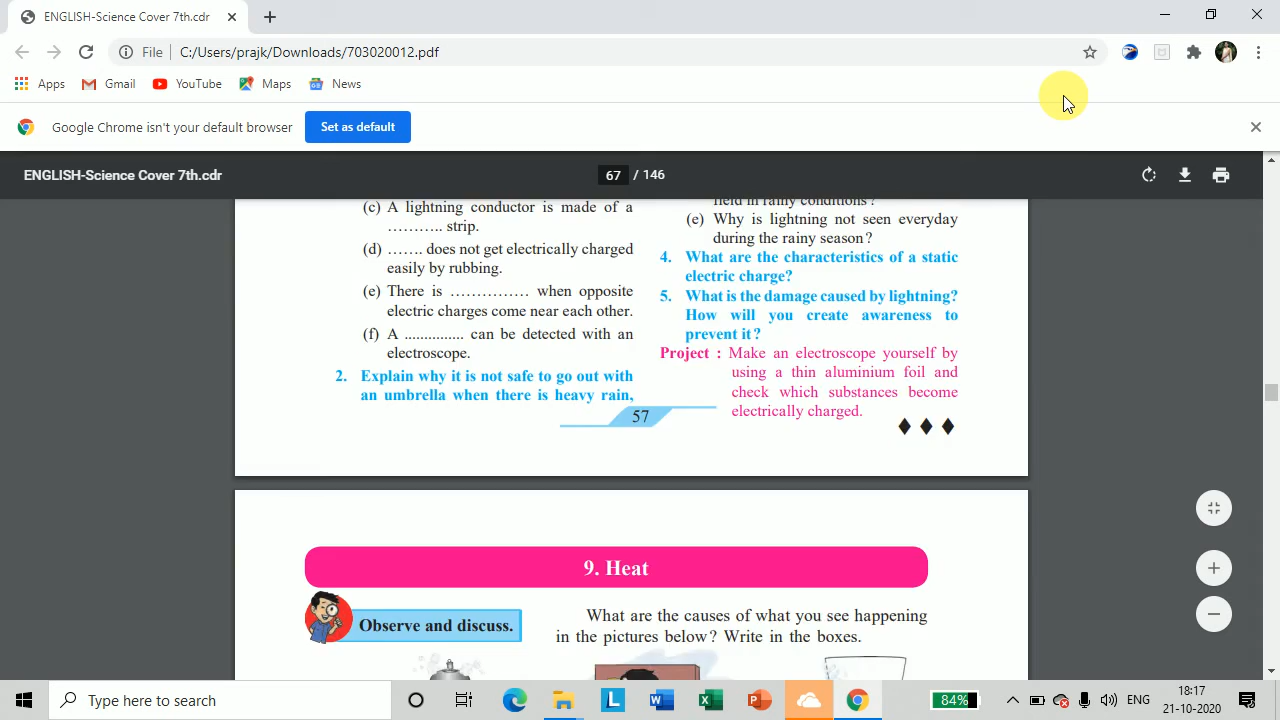 ENGLISH-Science Cover 7th.cdr
File C:/Users/prajk/Downloads/703020012.pdf
Apps Gmail YouTube Maps News
Google Chrome isn't your default browser Set as default
ENGLISH-Science Cover 7th.cdr 67 / 146
(c) A lightning conductor is made of a
……….. strip.
(d) ……. does not get electrically charged
easily by rubbing.
(e) There is …………… when opposite
electric charges come near each other.
(f) A ............... can be detected with an
electroscope.
2. Explain why it is not safe to go out with
an umbrella when there is heavy rain,
field in rainy conditions ?
(e) Why is lightning not seen everyday
during the rainy season ?
4. What are the characteristics of a static
electric charge?
5. What is the damage caused by lightning?
How will you create awareness to
prevent it ?
Project : Make an electroscope yourself by
using a thin aluminium foil and
check which substances become
electrically charged.
57
9. Heat
Observe and discuss.
What are the causes of what you see happening
in the pictures below? Write in the boxes.
Type here to search
84%
ENG
18:17
21-10-2020